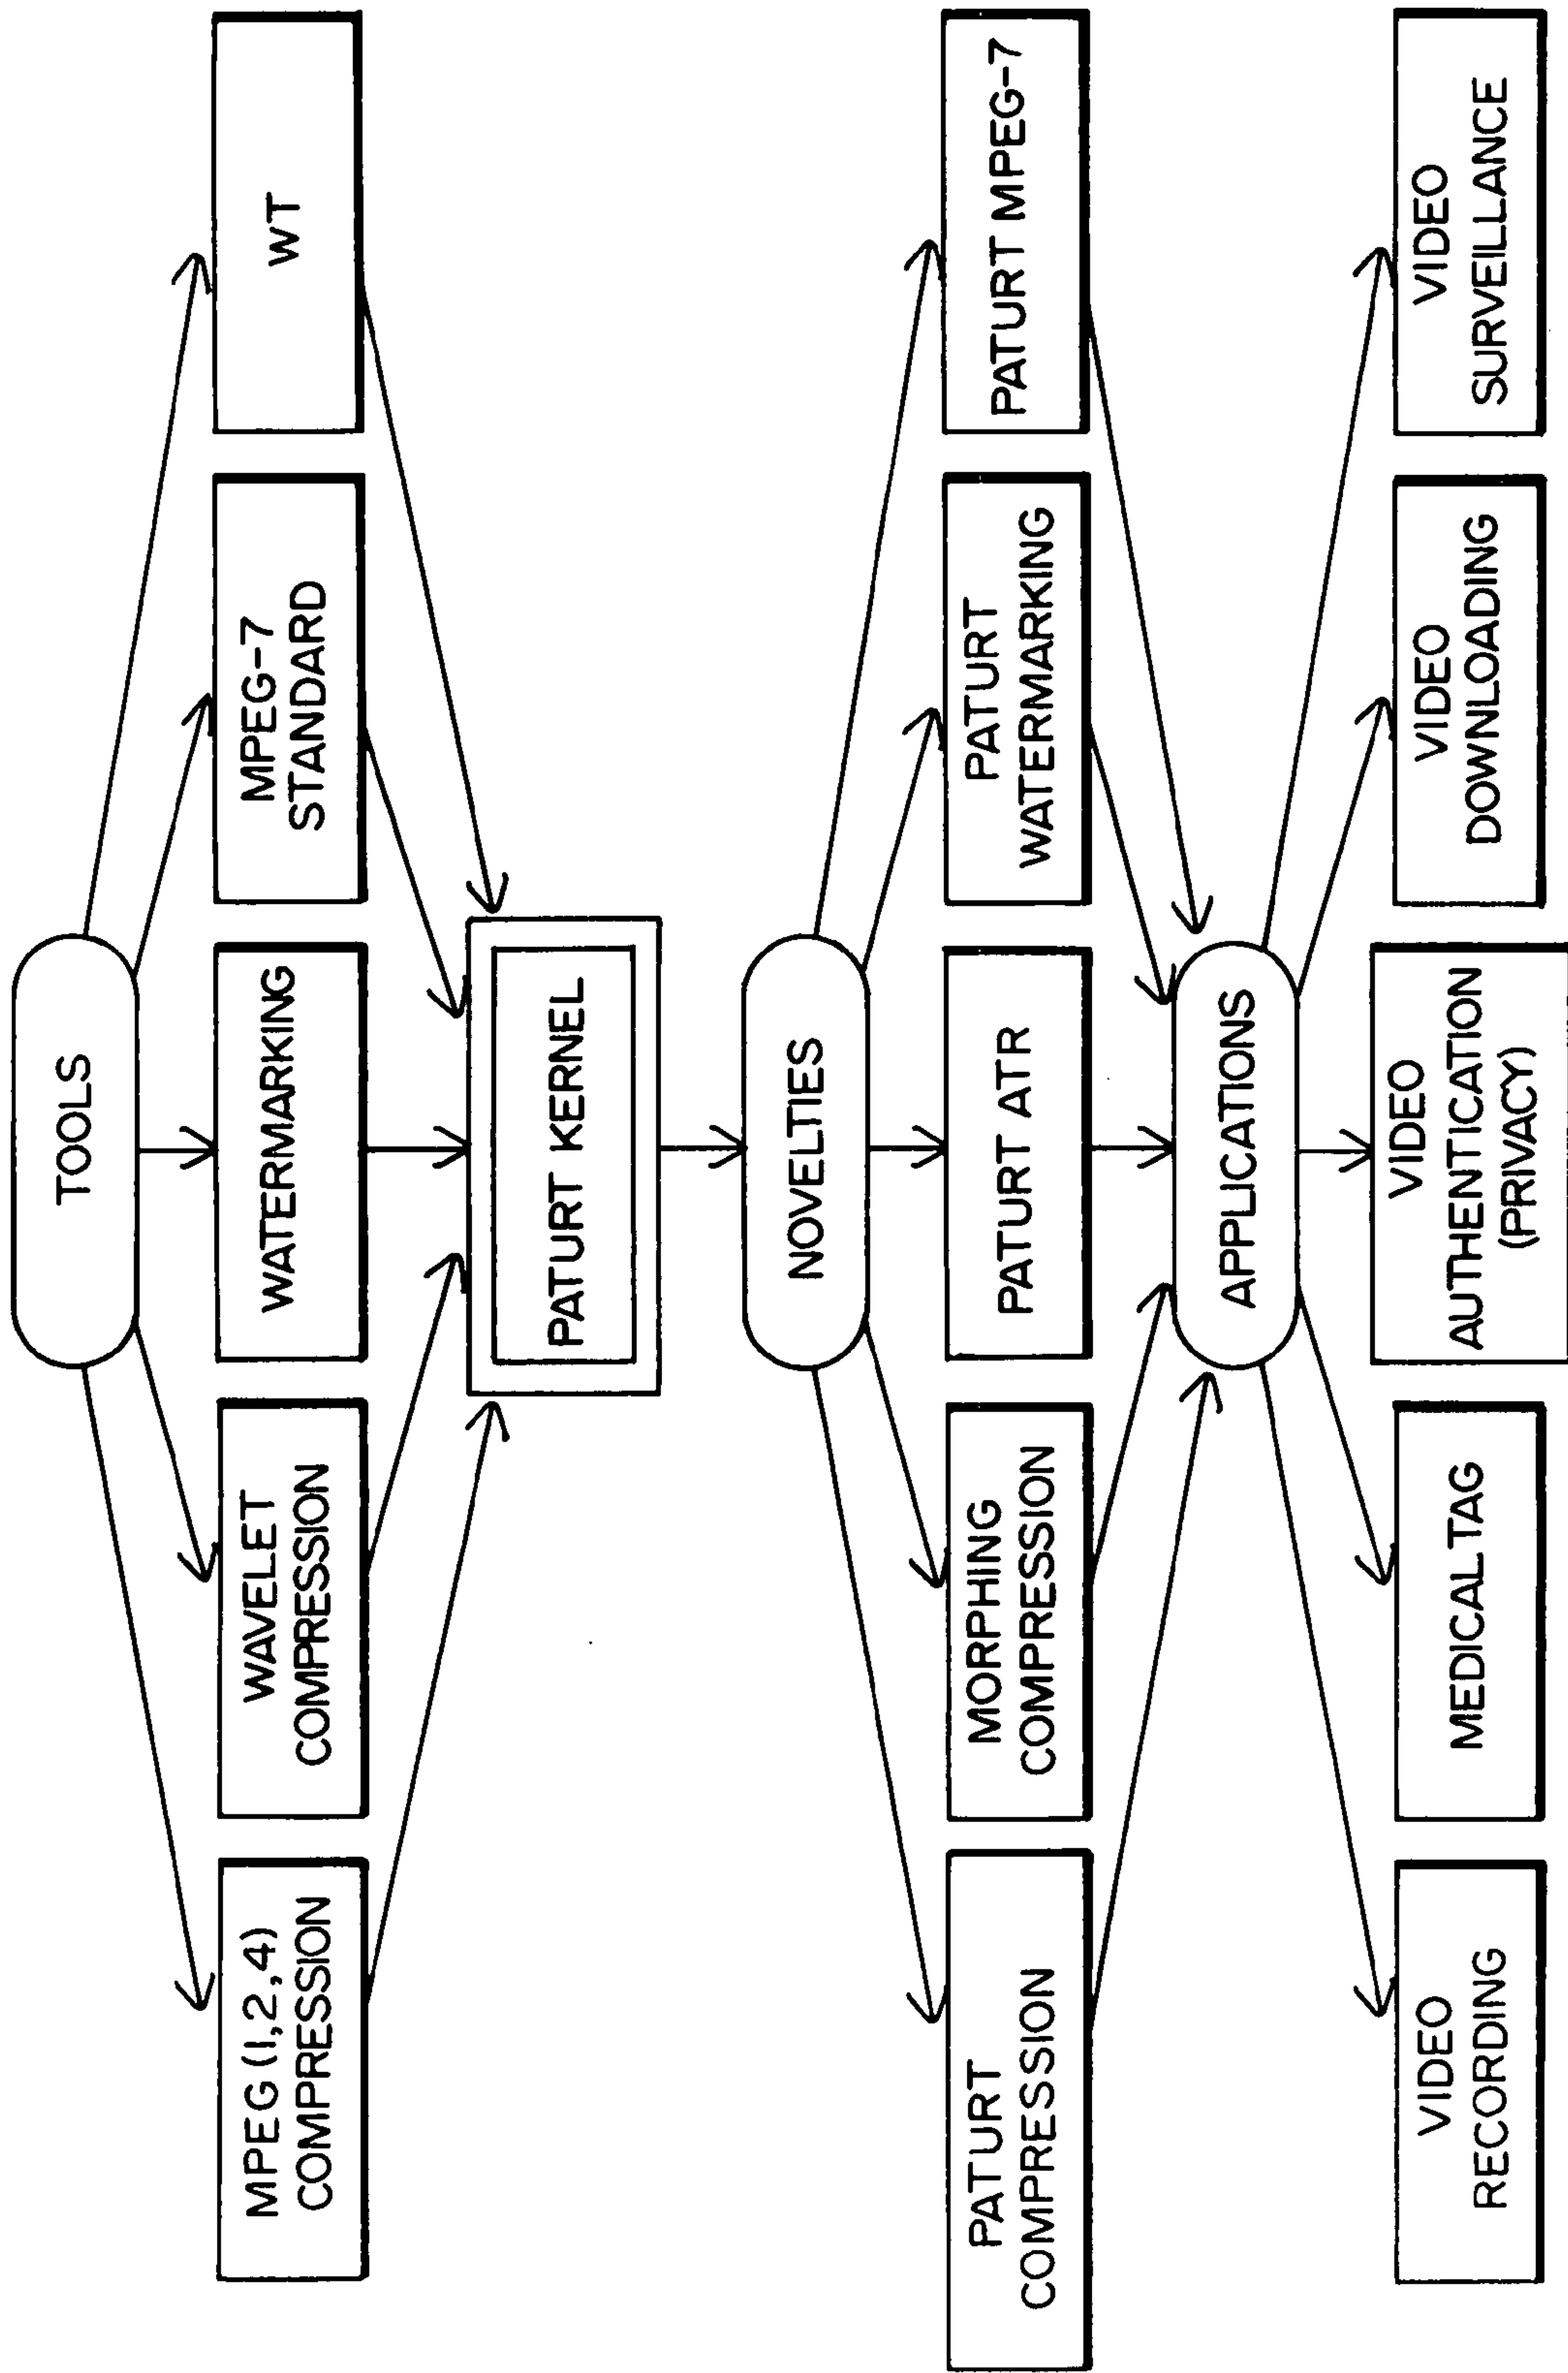 TOOLS
MPEG (1,2,4)
COMPRESSION
WAVELET
COMPRESSION
WATERMARKING
MPEG-7
STANDARD
WT
PATURT KERNEL
NOVELTIES
PATURT
COMPRESSION
MORPHING
COMPRESSION
PATURT ATR
PATURT
WATERMARKING
PATURT MPEG-7
APPLICATIONS
VIDEO
RECORDING
MEDICAL TAG
VIDEO
AUTHENTICATION
(PRIVACY)
VIDEO
DOWNLOADING
VIDEO
SURVEILLANCE